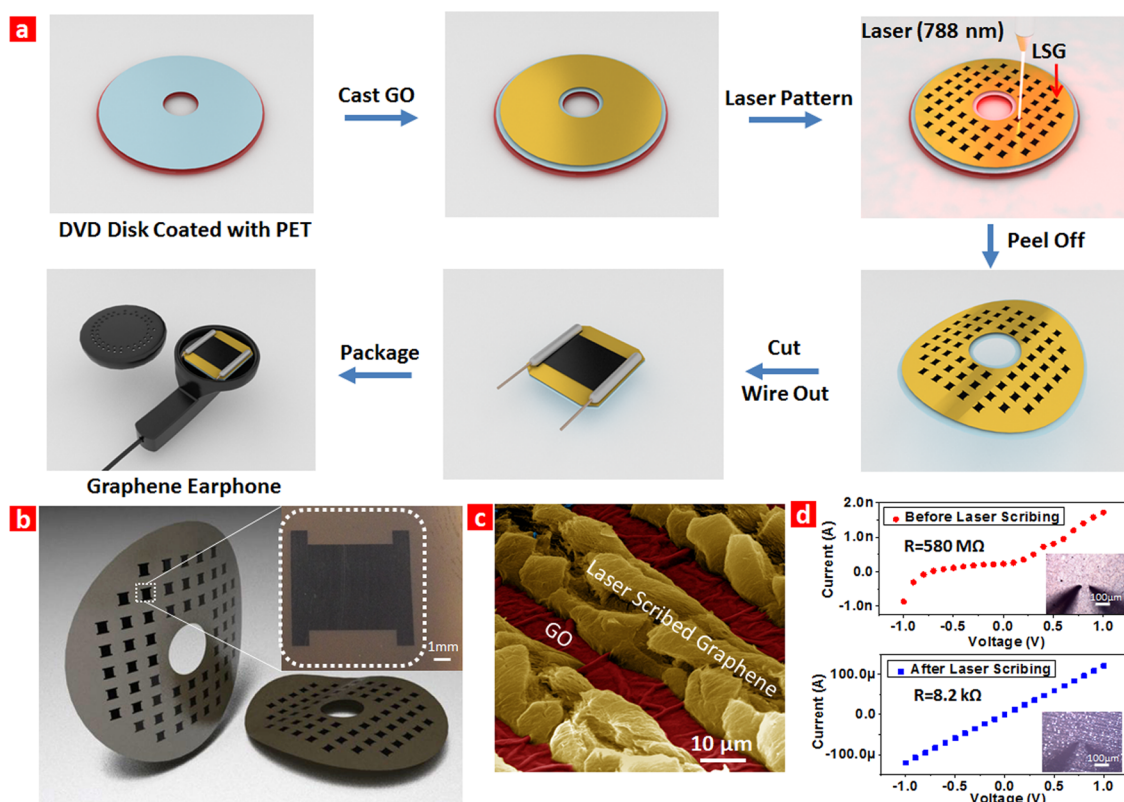 a
Cast GO
Laser Pattern
Laser (788 nm)
LSG
DVD Disk Coated with PET
Peel Off
Package
Cut
Wire Out
Graphene Earphone
b
1mm
c
Laser Scribed Graphene
GO
10 µm
d
2.0n
Before Laser Scribing
R=580 MΩ
1.0n
0.0
-1.0n
100µm
-1.0 -0.5 0.0 0.5 1.0
Voltage (V)
Current (A)
After Laser Scribing
100.0µ
R=8.2 kΩ
0.0
-100.0µ
100µm
-1.0 -0.5 0.0 0.5 1.0
Voltage (V)
Current (A)